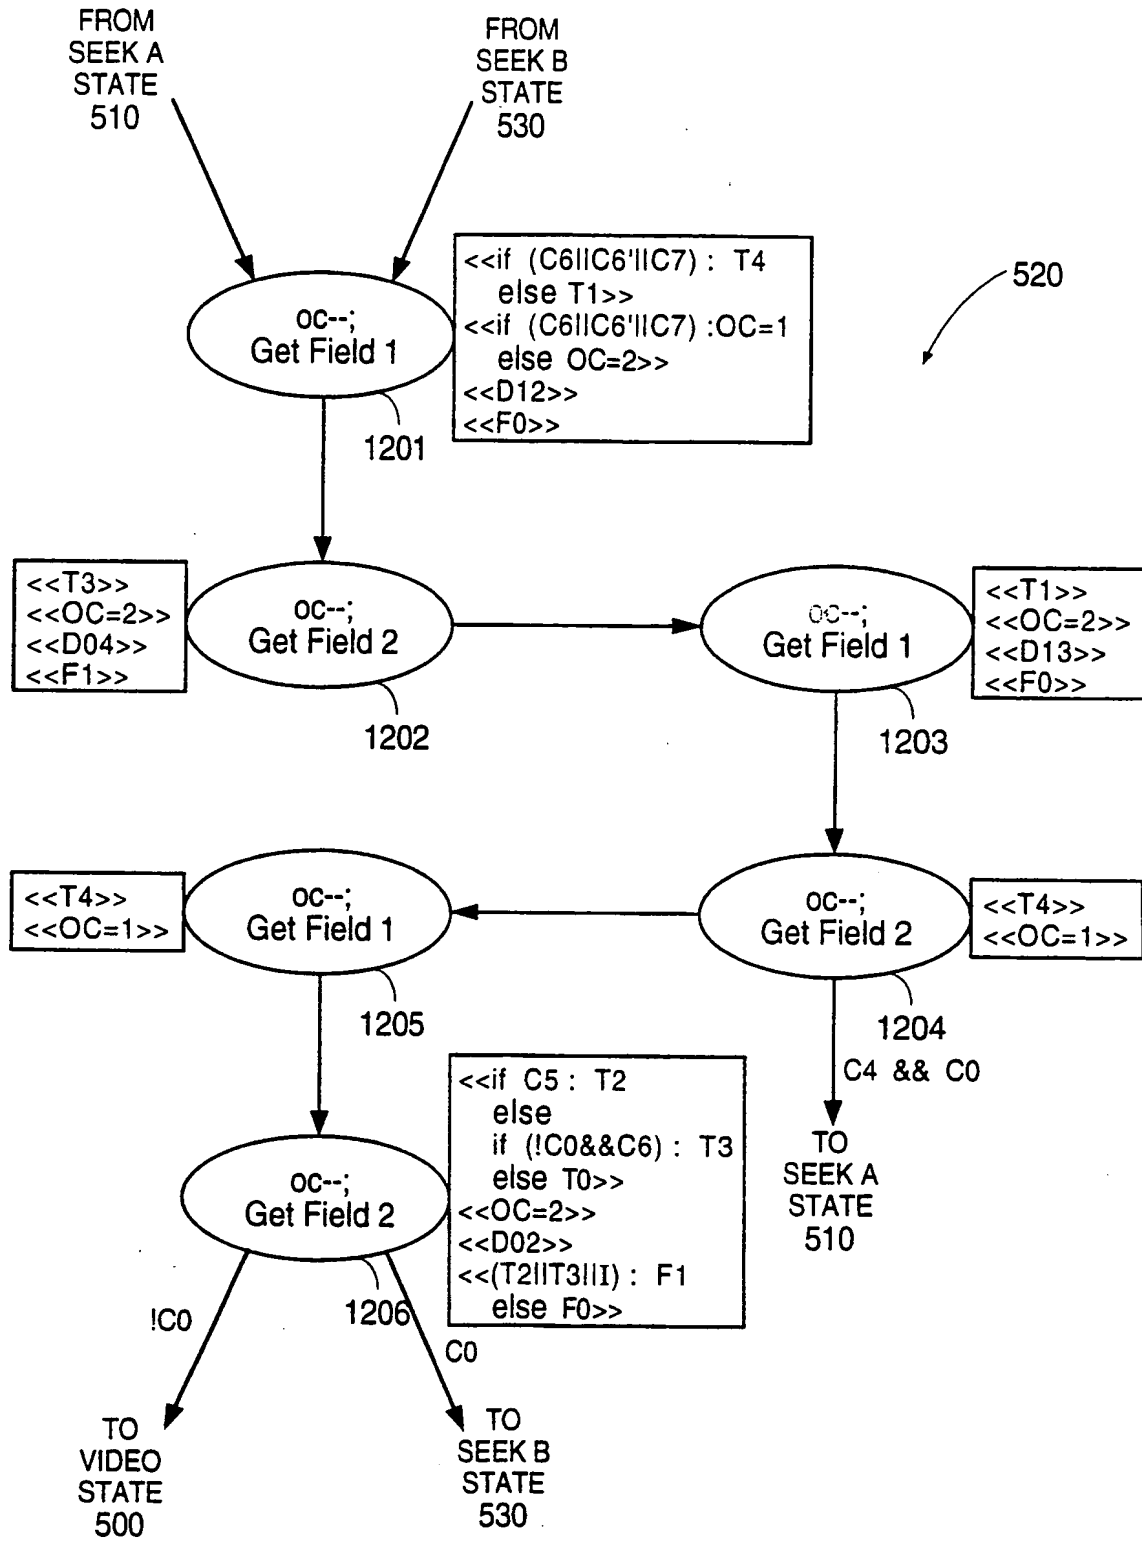 FROM
SEEK A
STATE
510
FROM
SEEK B
STATE
530
oc--;
Get Field 1
1201
<<if (C6||C6'||C7) : T4
else T1>>
<<if (C6||C6'||C7) :OC=1
else OC=2>>
<<D12>>
<<F0>>
520
<<T3>>
<<OC=2>>
<<D04>>
<<F1>>
oc--;
Get Field 2
1202
oc--;
Get Field 1
1203
<<T1>>
<<OC=2>>
<<D13>>
<<F0>>
<<T4>>
<<OC=1>>
oc--;
Get Field 1
1205
oc--;
Get Field 2
1204
<<T4>>
<<OC=1>>
C4 && C0
TO
SEEK A
STATE
510
oc--;
Get Field 2
1206
<<if C5 : T2
else
if (!C0&&C6) : T3
else T0>>
<<OC=2>>
<<D02>>
<<(T2||T3||I) : F1
else F0>>
!C0
C0
TO
VIDEO
STATE
500
TO
SEEK B
STATE
530